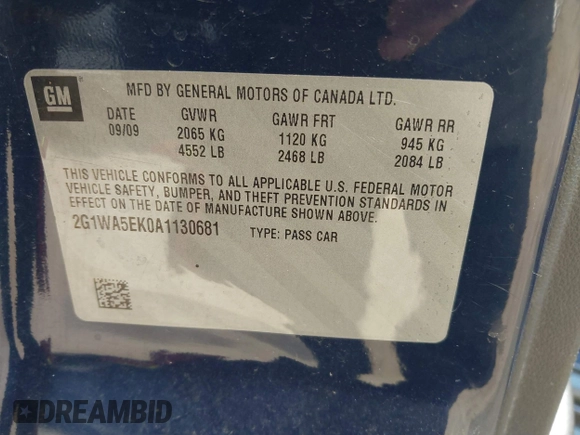 GM
MFD BY GENERAL MOTORS OF CANADA LTD.
DATE GVWR GAWR FRT GAWR RR
09/09 2065 KG 1120 KG 945 KG
4552 LB 2468 LB 2084 LB
THIS VEHICLE CONFORMS TO ALL APPLICABLE U.S. FEDERAL MOTOR
VEHICLE SAFETY, BUMPER, AND THEFT PREVENTION STANDARDS IN
EFFECT ON THE DATE OF MANUFACTURE SHOWN ABOVE.
2G1WA5EK0A1130681 TYPE: PASS CAR
DREAMBID